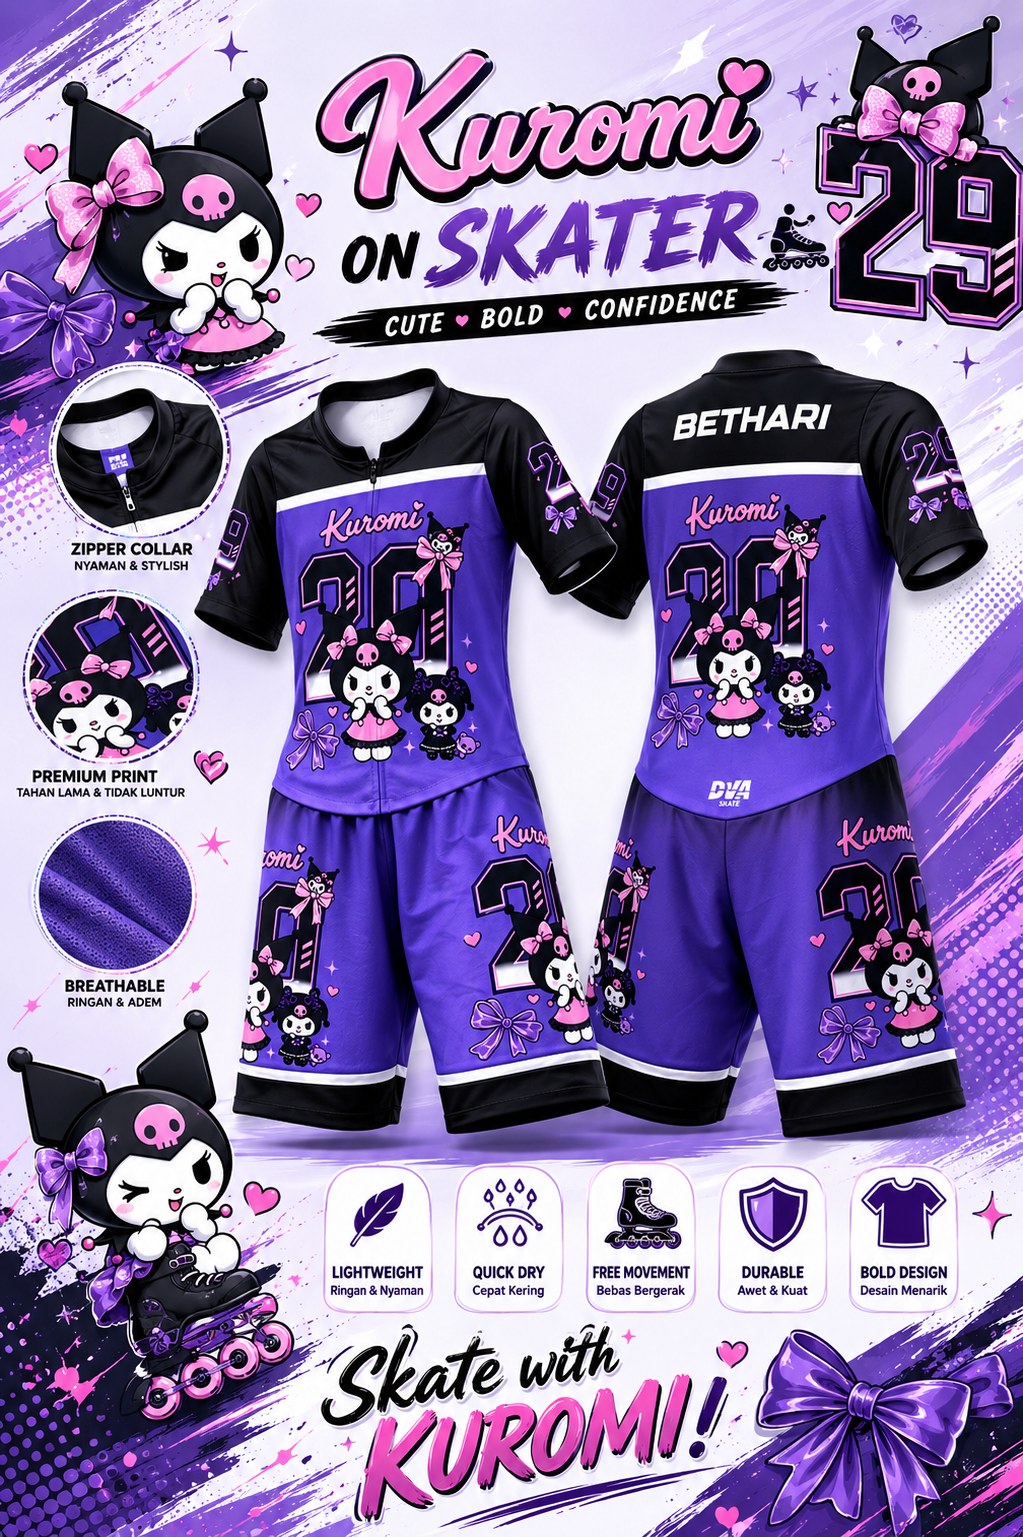 Kuromi
ON SKATER
CUTE ♥ BOLD ♥ CONFIDENCE
29
ZIPPER COLLAR
NYAMAN & STYLISH
PREMIUM PRINT
TAHAN LAMA & TIDAK LUNTUR
BREATHABLE
RINGAN & ADEM
29
Kuromi
29
BETHARI
29
Kuromi
29
DVA
SKATE
Kuromi
Kuromi
LIGHTWEIGHT
Ringan & Nyaman
QUICK DRY
Cepat Kering
FREE MOVEMENT
Bebas Bergerak
DURABLE
Awet & Kuat
BOLD DESIGN
Desain Menarik
Skate with
KUROMI!